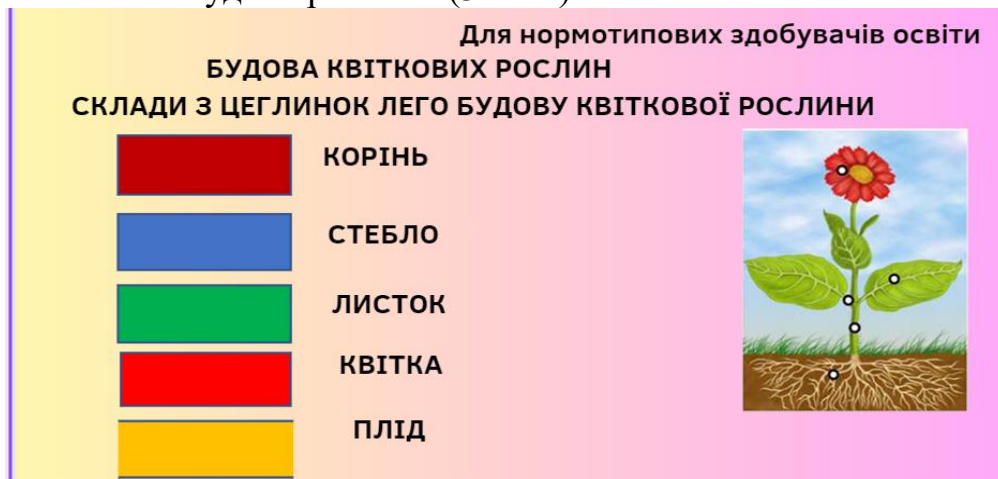 Для нормотипових здобувачів освіти
БУДОВА КВІТКОВИХ РОСЛИН
СКЛАДИ З ЦЕГЛИНОК ЛЕГО БУДОВУ КВІТКОВОЇ РОСЛИНИ
КОРІНЬ
СТЕБЛО
ЛИСТОК
КВІТКА
ПЛІД